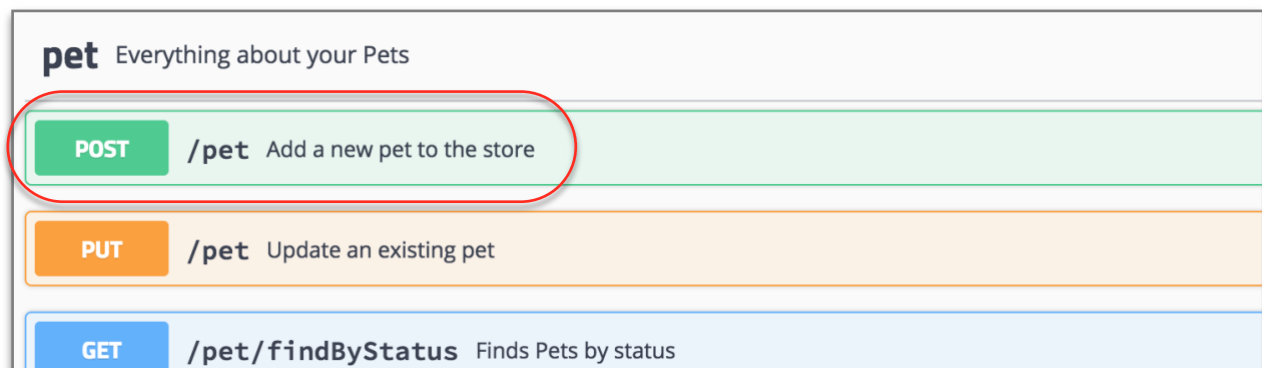 pet Everything about your Pets
POST /pet Add a new pet to the store
PUT /pet Update an existing pet
GET /pet/findByStatus Finds Pets by status